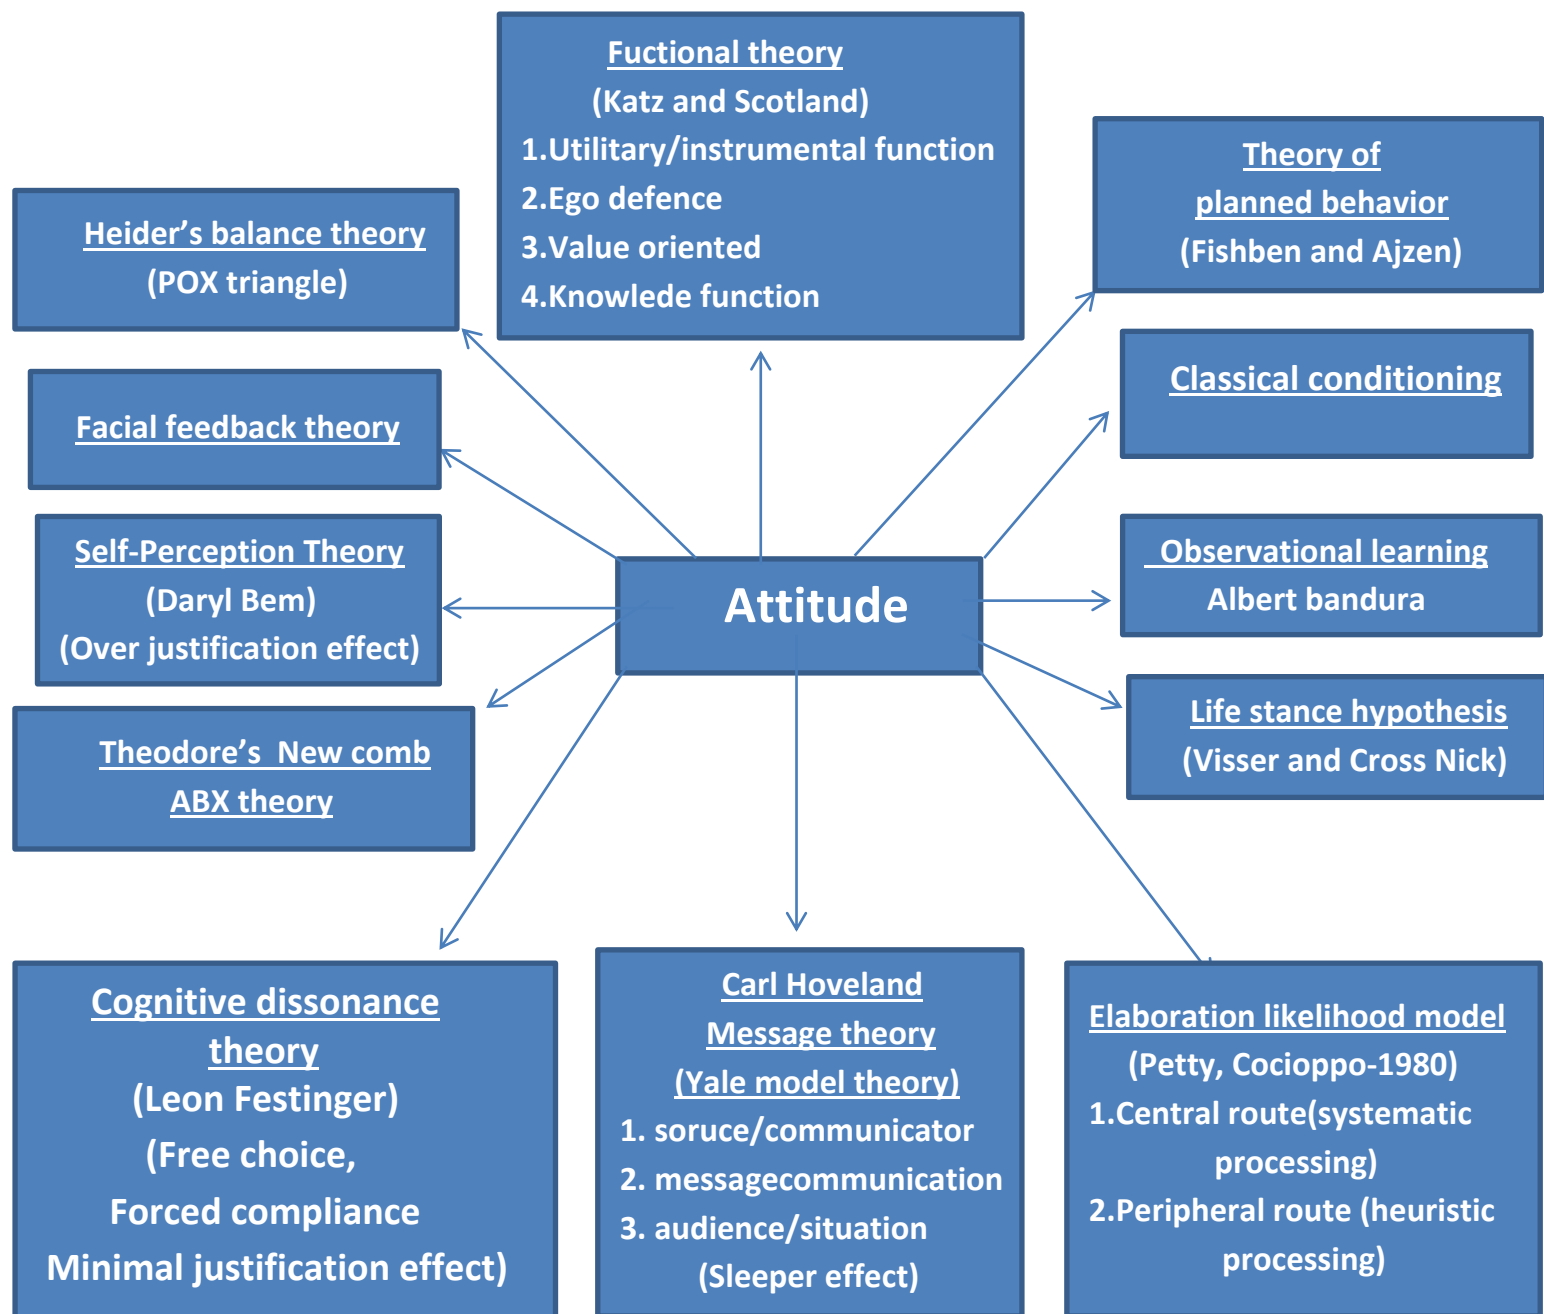 Fuctional theory
(Katz and Scotland)
1.Utilitary/instrumental function
2.Ego defence
3.Value oriented
4.Knowlede function
Theory of
planned behavior
(Fishben and Ajzen)
Heider’s balance theory
(POX triangle)
Classical conditioning
Facial feedback theory
Self-Perception Theory
(Daryl Bem)
(Over justification effect)
Attitude
Observational learning
Albert bandura
Theodore’s New comb
ABX theory
Life stance hypothesis
(Visser and Cross Nick)
Cognitive dissonance
theory
(Leon Festinger)
(Free choice,
Forced compliance
Minimal justification effect)
Carl Hoveland
Message theory
(Yale model theory)
1. soruce/communicator
2. messagecommunication
3. audience/situation
(Sleeper effect)
Elaboration likelihood model
(Petty, Cocioppo-1980)
1.Central route(systematic
processing)
2.Peripheral route (heuristic
processing)